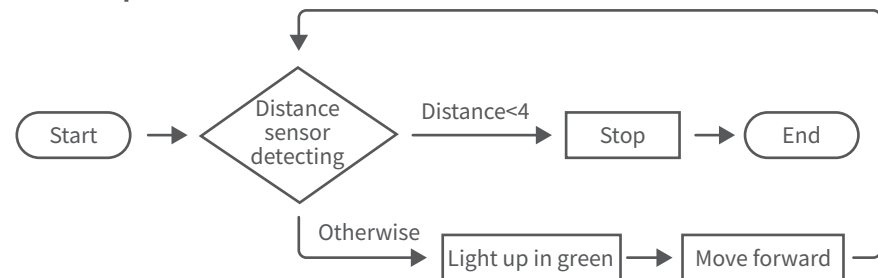 Start
Distance
sensor
detecting
Distance<4
Stop
End
Otherwise
Light up in green
Move forward